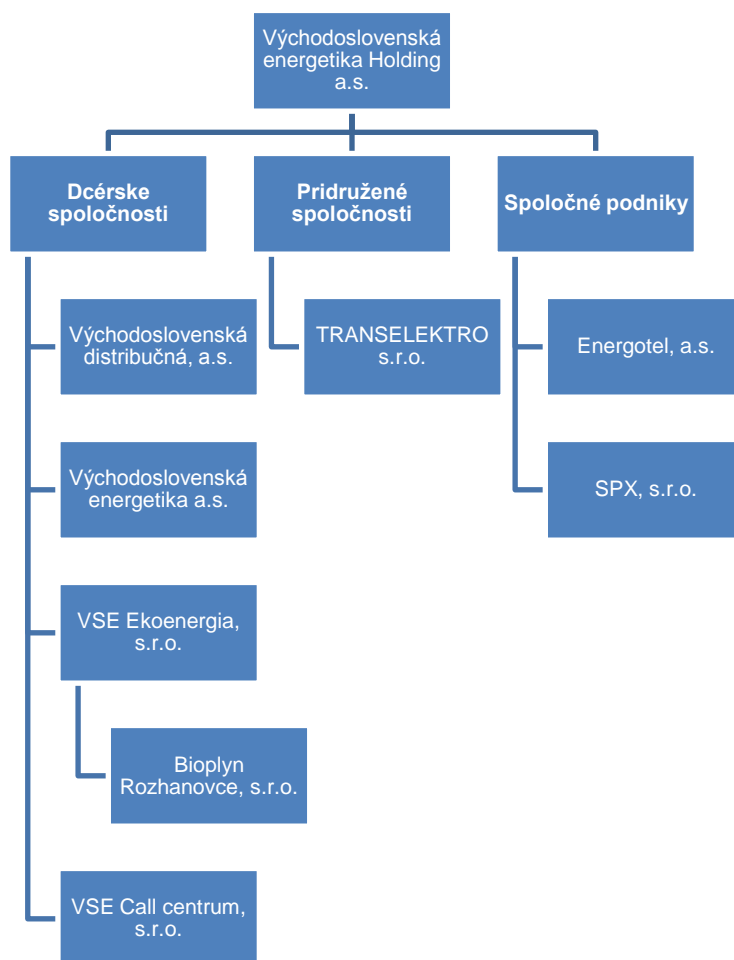 Východoslovenská
energetika Holding
a.s.
Dcérske
spoločnosti
Pridružené
spoločnosti
Spoločné podniky
Východoslovenská
distribučná, a.s.
TRANSELEKTRO
s.r.o.
Energotel, a.s.
Východoslovenská
energetika a.s.
SPX, s.r.o.
VSE Ekoenergia,
s.r.o.
Bioplyn
Rozhanovce, s.r.o.
VSE Call centrum,
s.r.o.